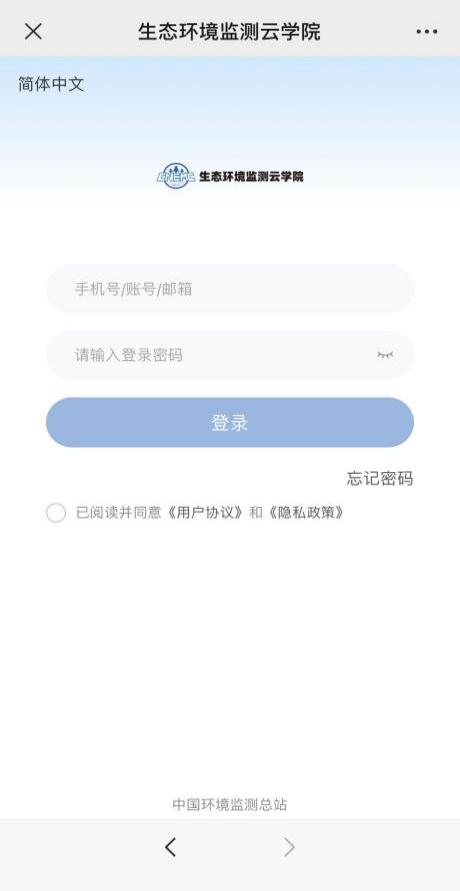 生态环境监测云学院
简体中文
CNEMC 生态环境监测云学院
手机号/账号/邮箱
请输入登录密码
登录
忘记密码
已阅读并同意《用户协议》和《隐私政策》
中国环境监测总站